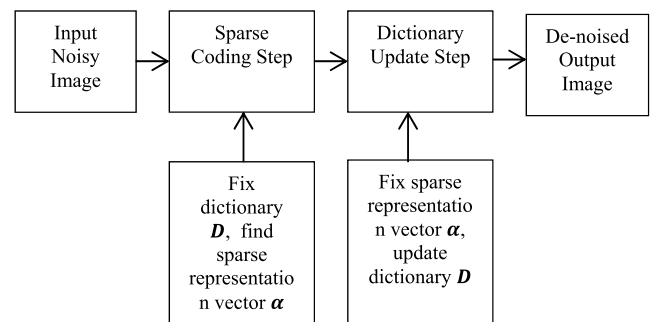 Input
Noisy
Image
Sparse
Coding Step
Dictionary
Update Step
De-noised
Output
Image
Fix
dictionary
D, find
sparse
representatio
n vector α
Fix sparse
representatio
n vector α,
update
dictionary D